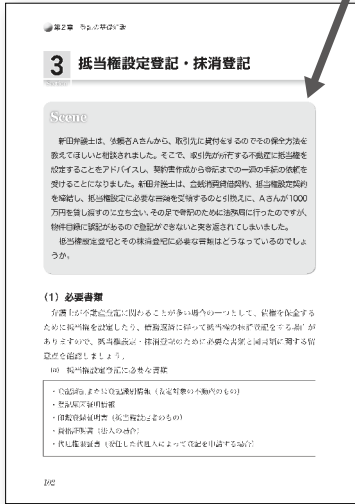 第2章 登記の基礎知識
3 抵当権設定登記・抹消登記
Scene
新田弁護士は、依頼者Aさんから、取引先に貸付をするのでその保全方法を
教えてほしいと相談されました。そこで、取引先が所有する不動産に抵当権を
設定することをアドバイスし、契約書作成から登記までの一連の手続の依頼を
受けることになりました。新田弁護士は、金銭消費貸借契約、抵当権設定契約
を締結し、抵当権設定に必要な書類を受領するのと引換えに、Aさんが1000
万円を貸し渡すのに立ち会い、その足で登記のために法務局に行ったのですが、
物件目録に誤記があるので登記ができないと突き返されてしまいました。
抵当権設定登記とその抹消登記に必要な書類はどうなっているのでしょ
うか。
(1) 必要書類
弁護士が不動産登記に関わることが多い場合の一つとして、債権を保全する
ために抵当権を設定したり、債務返済に伴って抵当権の抹消登記をする場合が
ありますので、抵当権設定・抹消登記のために必要な書類と同書類に関する留
意点を確認しましょう。
(a) 抵当権設定登記に必要な書類
・登記済証または登記識別情報（設定対象の不動産のもの）
・登記原因証明情報
・印鑑登録証明書（抵当権設定者のもの）
・資格証明書（法人の場合）
・代理権限証書（委任した代理人によって登記を申請する場合）
102